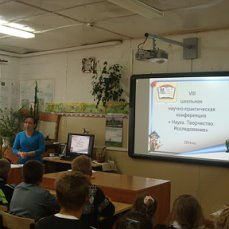 VIII
школьная
научно-практическая
конференция
« Наука. Творчество.
Исследования»